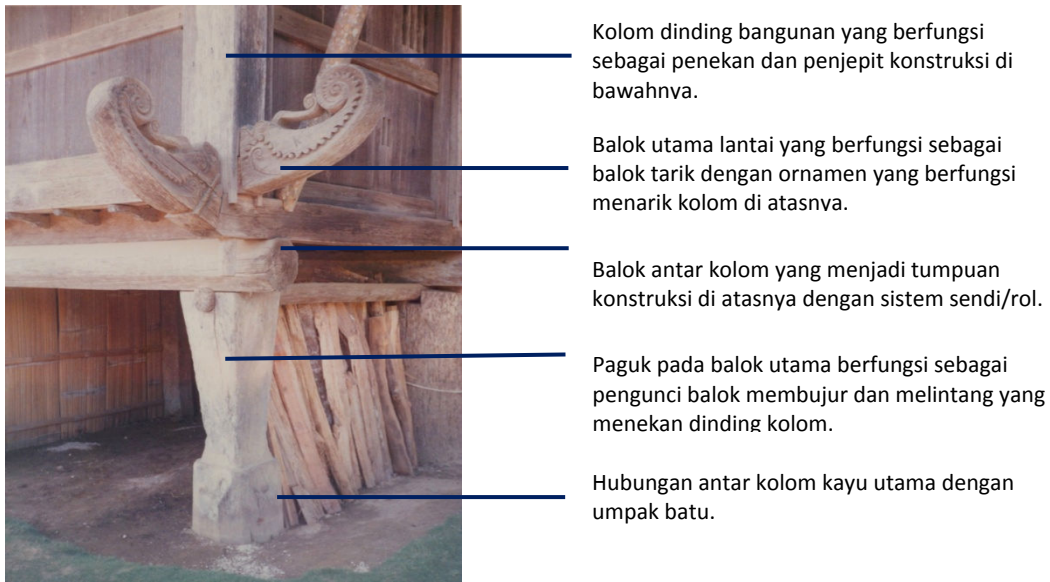 Kolom dinding bangunan yang berfungsi
sebagai penekan dan penjepit konstruksi di
bawahnya.
Balok utama lantai yang berfungsi sebagai
balok tarik dengan ornamen yang berfungsi
menarik kolom di atasnya.
Balok antar kolom yang menjadi tumpuan
konstruksi di atasnya dengan sistem sendi/rol.
Paguk pada balok utama berfungsi sebagai
pengunci balok membujur dan melintang yang
menekan dinding kolom.
Hubungan antar kolom kayu utama dengan
umpak batu.